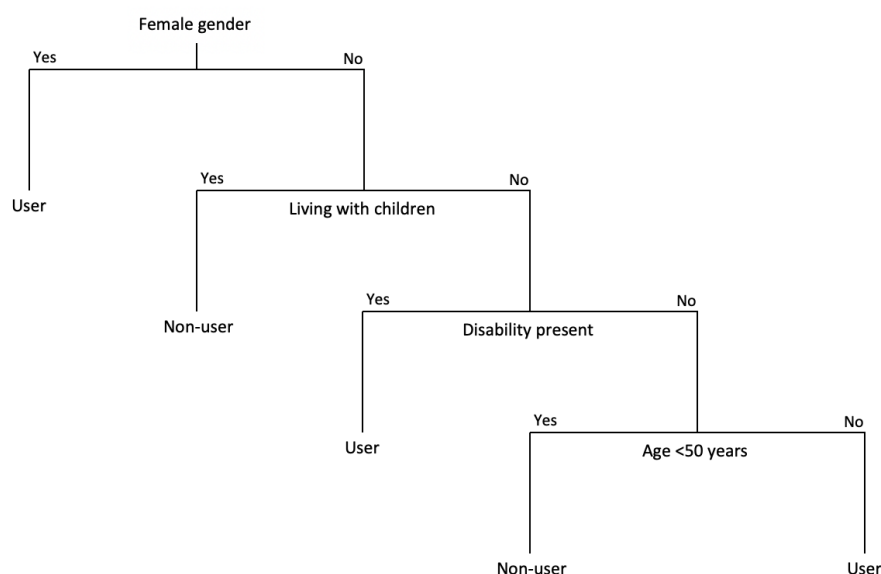 Female gender
Yes
No
User
Yes
No
Living with children
Non-user
Yes
No
Disability present
User
Yes
No
Age <50 years
Non-user
User